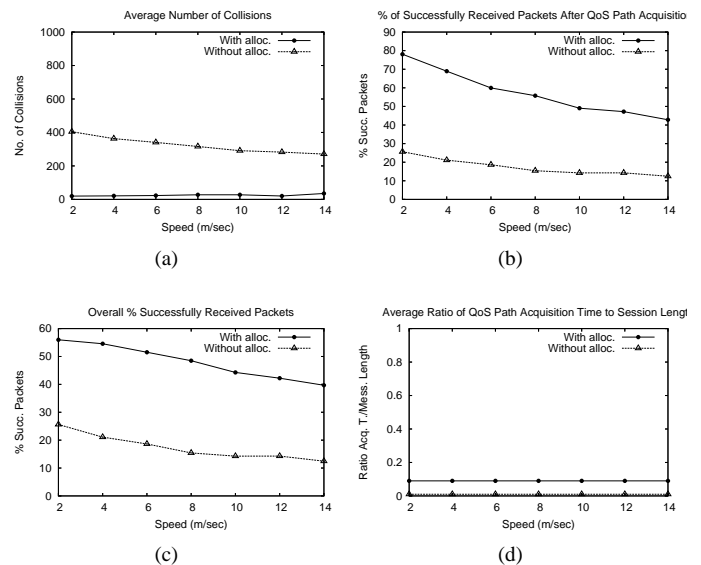 Average Number of Collisions
With alloc.
Without alloc.
No. of Collisions
1000
800
600
400
200
0
2 4 6 8 10 12 14
Speed (m/sec)
(a)
% of Successfully Received Packets After QoS Path Acquisitio
With alloc.
Without alloc.
% Succ. Packets
90
80
70
60
50
40
30
20
10
0
2 4 6 8 10 12 14
Speed (m/sec)
(b)
Overall % Successfully Received Packets
With alloc.
Without alloc.
% Succ. Packets
60
50
40
30
20
10
0
2 4 6 8 10 12 14
Speed (m/sec)
(c)
Average Ratio of QoS Path Acquisition Time to Session Lengt
With alloc.
Without alloc.
Ratio Acq. T./Mess. Length
1
0.8
0.6
0.4
0.2
0
2 4 6 8 10 12 14
Speed (m/sec)
(d)